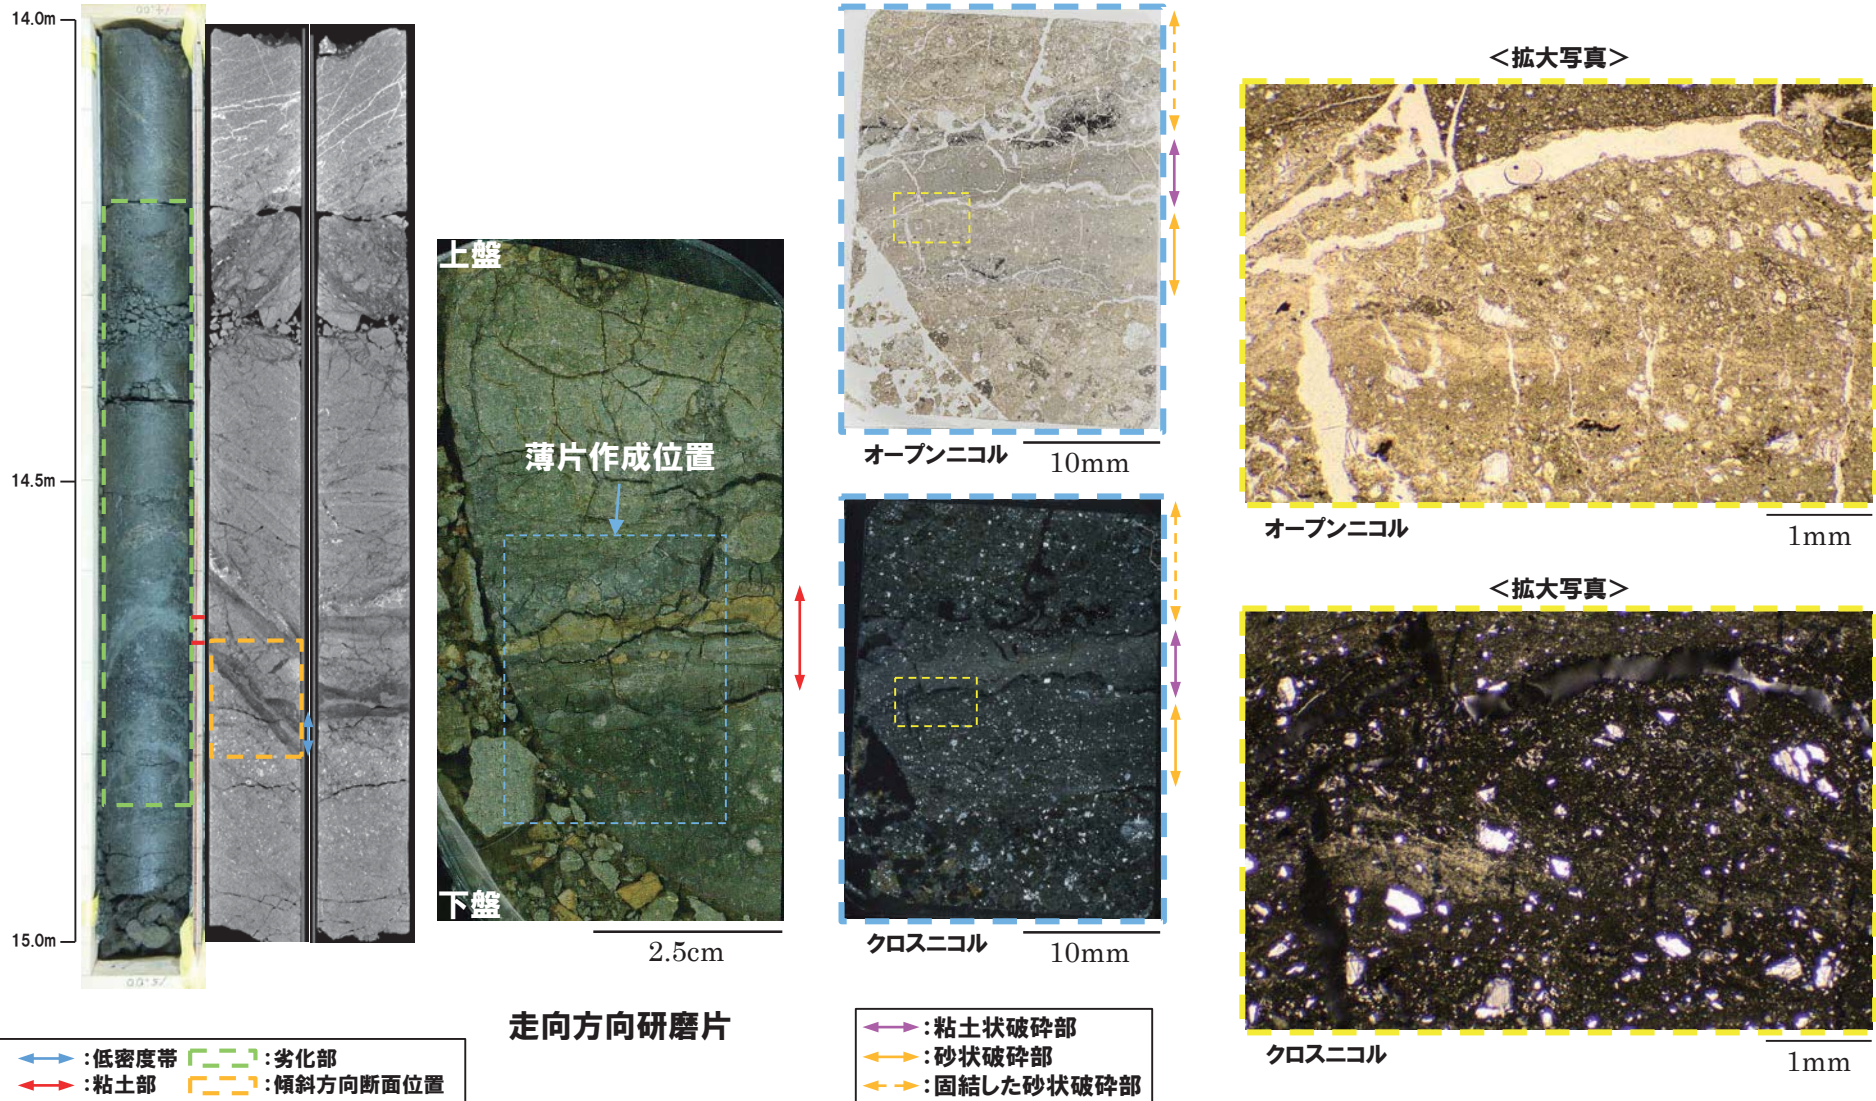 14.0m
14.5m
15.0m
14.00
15.00
上盤
薄片作成位置
下盤
2.5cm
走向方向研磨片
オープンニコル
10mm
クロスニコル
10mm
＜拡大写真＞
オープンニコル
1mm
＜拡大写真＞
クロスニコル
1mm
:低密度帯
:劣化部
:粘土部
:傾斜方向断面位置
:粘土状破砕部
:砂状破砕部
:固結した砂状破砕部